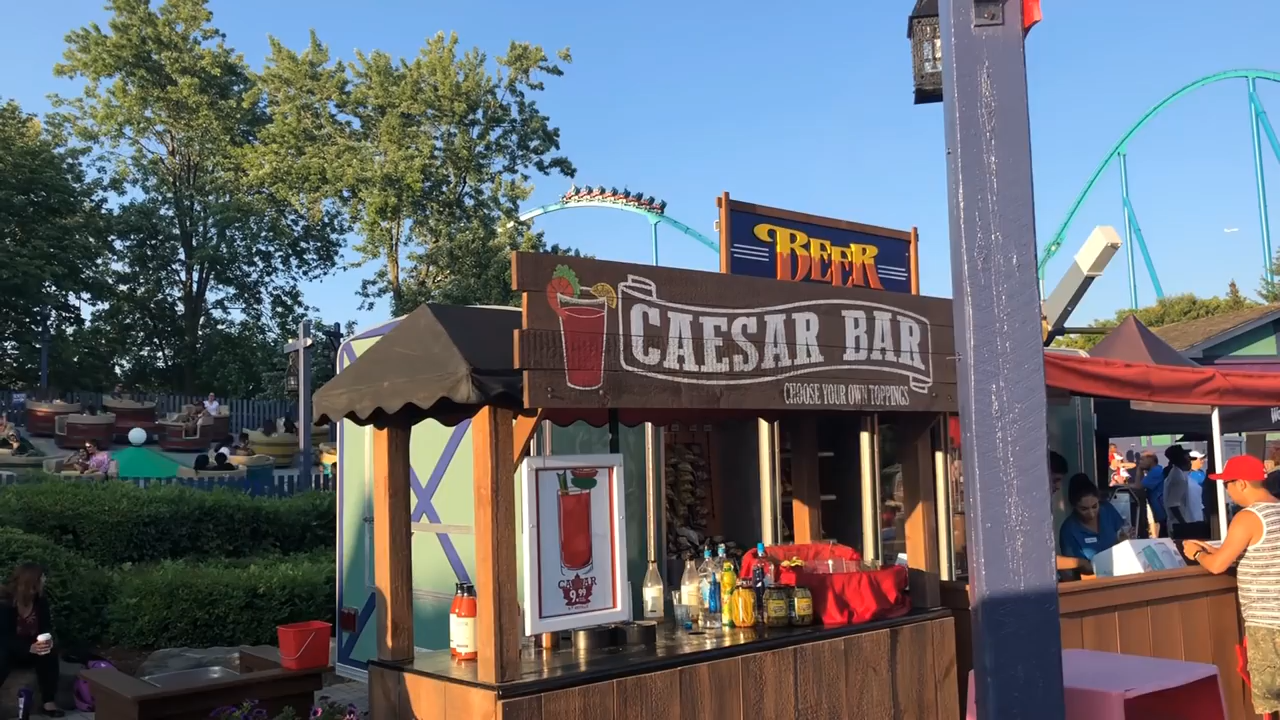 BEER
CAESAR BAR
CHOOSE YOUR OWN TOPPINGS
CAESAR
9.99